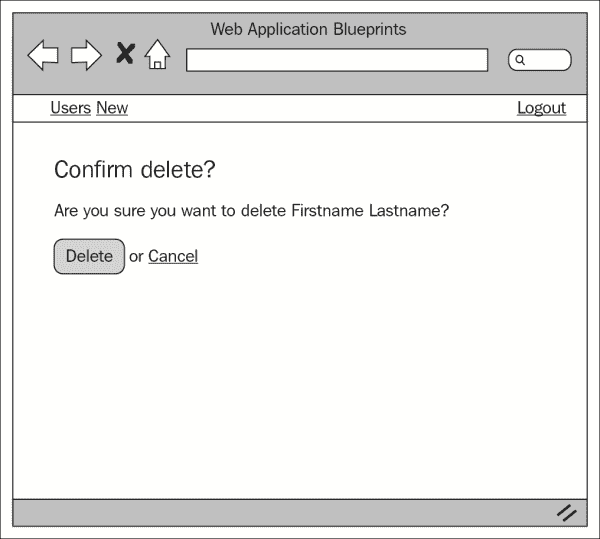 Web Application Blueprints
Users New Logout
Confirm delete?
Are you sure you want to delete Firstname Lastname?
Delete or Cancel